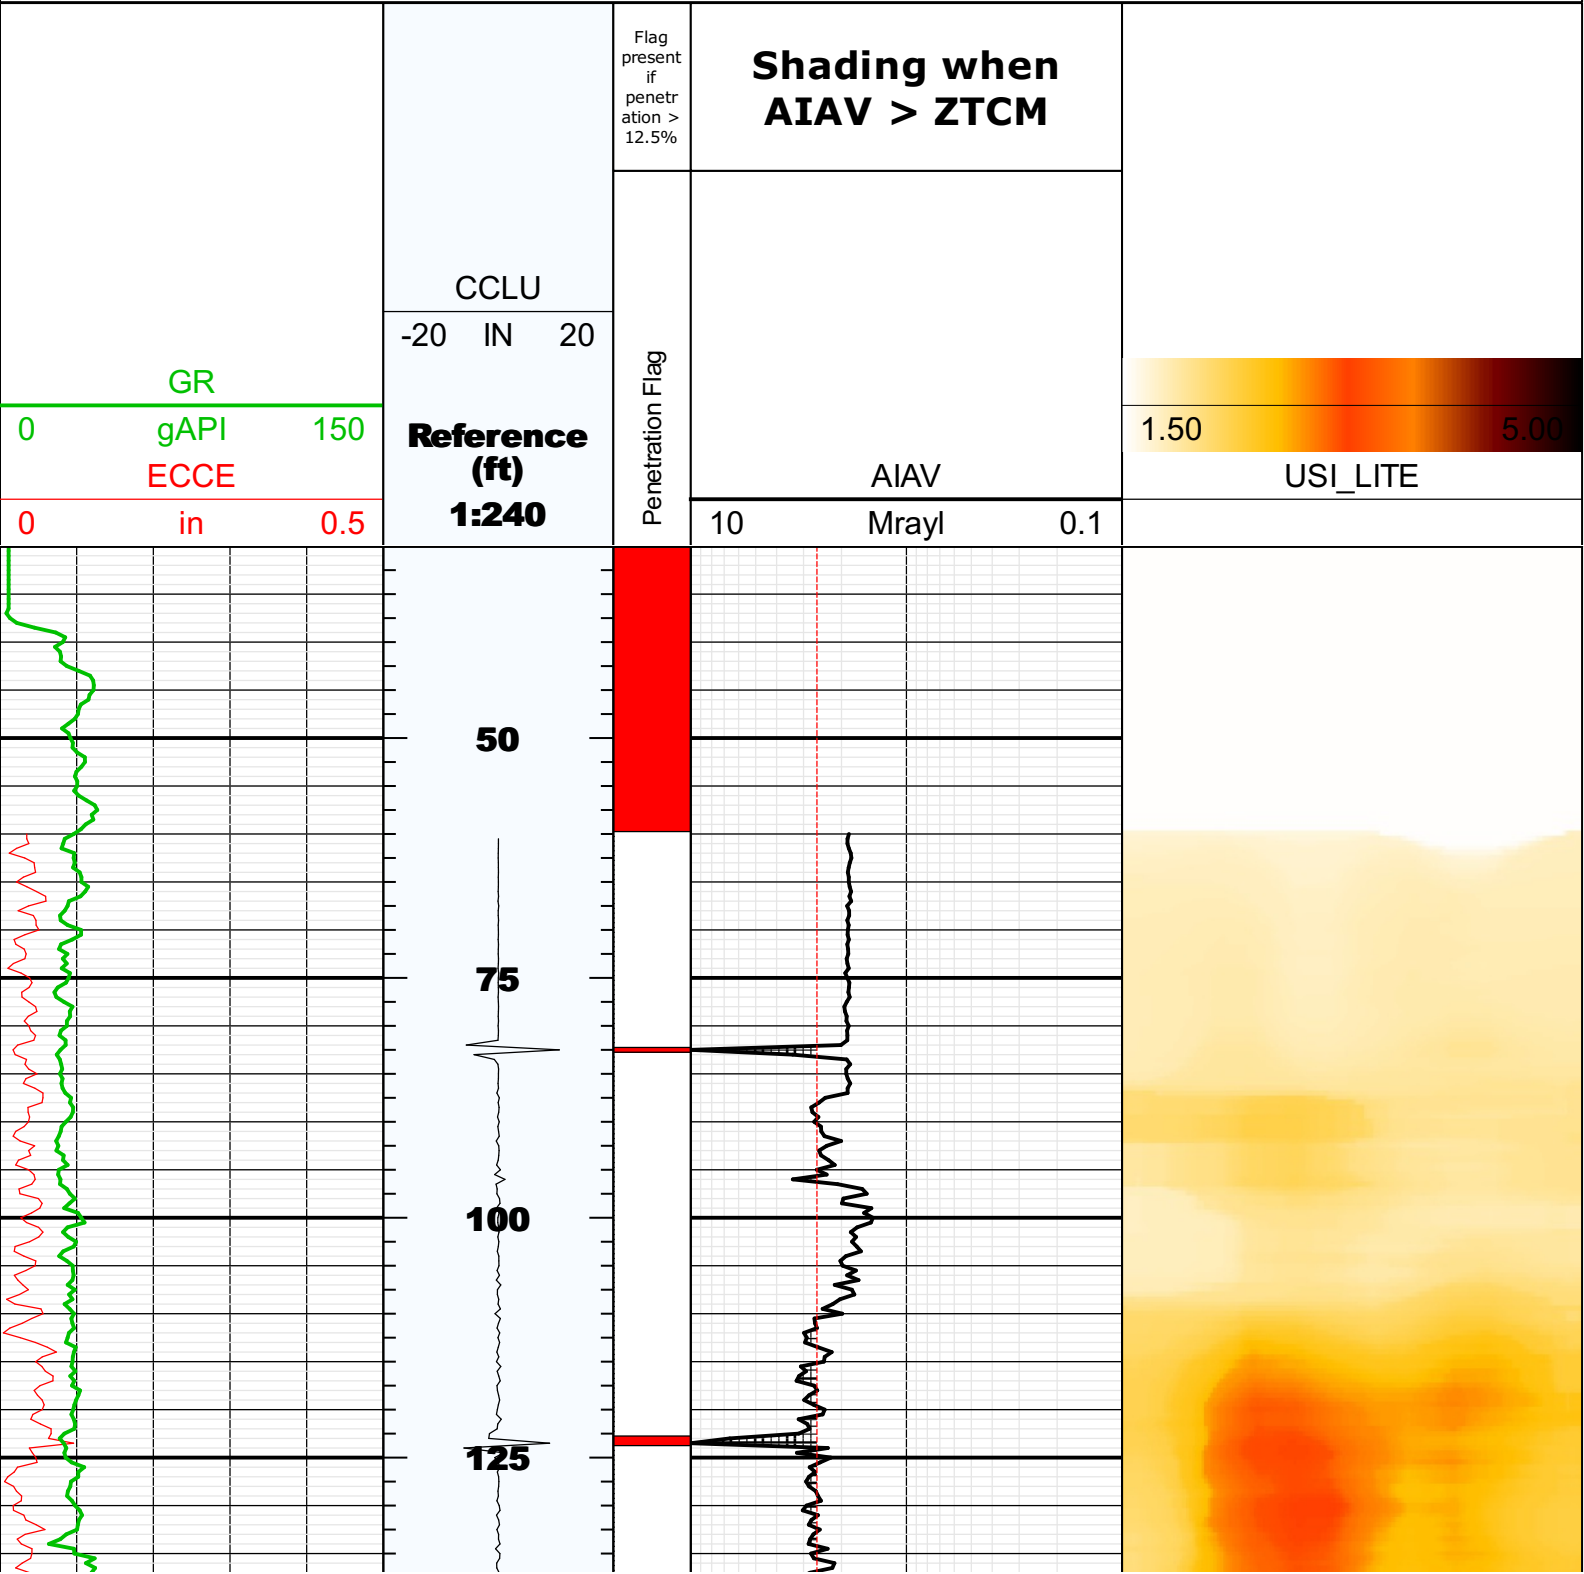 Flag
present
if
penetr
ation >
12.5%
Shading when
AIAV > ZTCM
CCLU
-20 IN 20
GR
0 gAPI 150
ECCE
0 in 0.5
Reference
(ft)
1:240
Penetration Flag
AIAV
10 Mrayl 0.1
1.50 5.00
USI_LITE
50
75
100
125